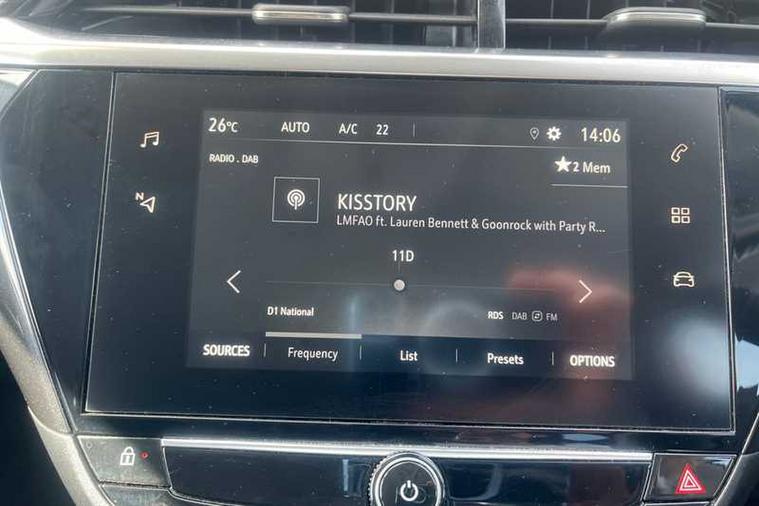 26°C AUTO A/C 22 14:06
RADIO . DAB
★2 Mem
N
KISSTORY
LMFAO ft. Lauren Bennett & Goonrock with Party R...
11D
D1 National RDS DAB FM
SOURCES Frequency List Presets OPTIONS